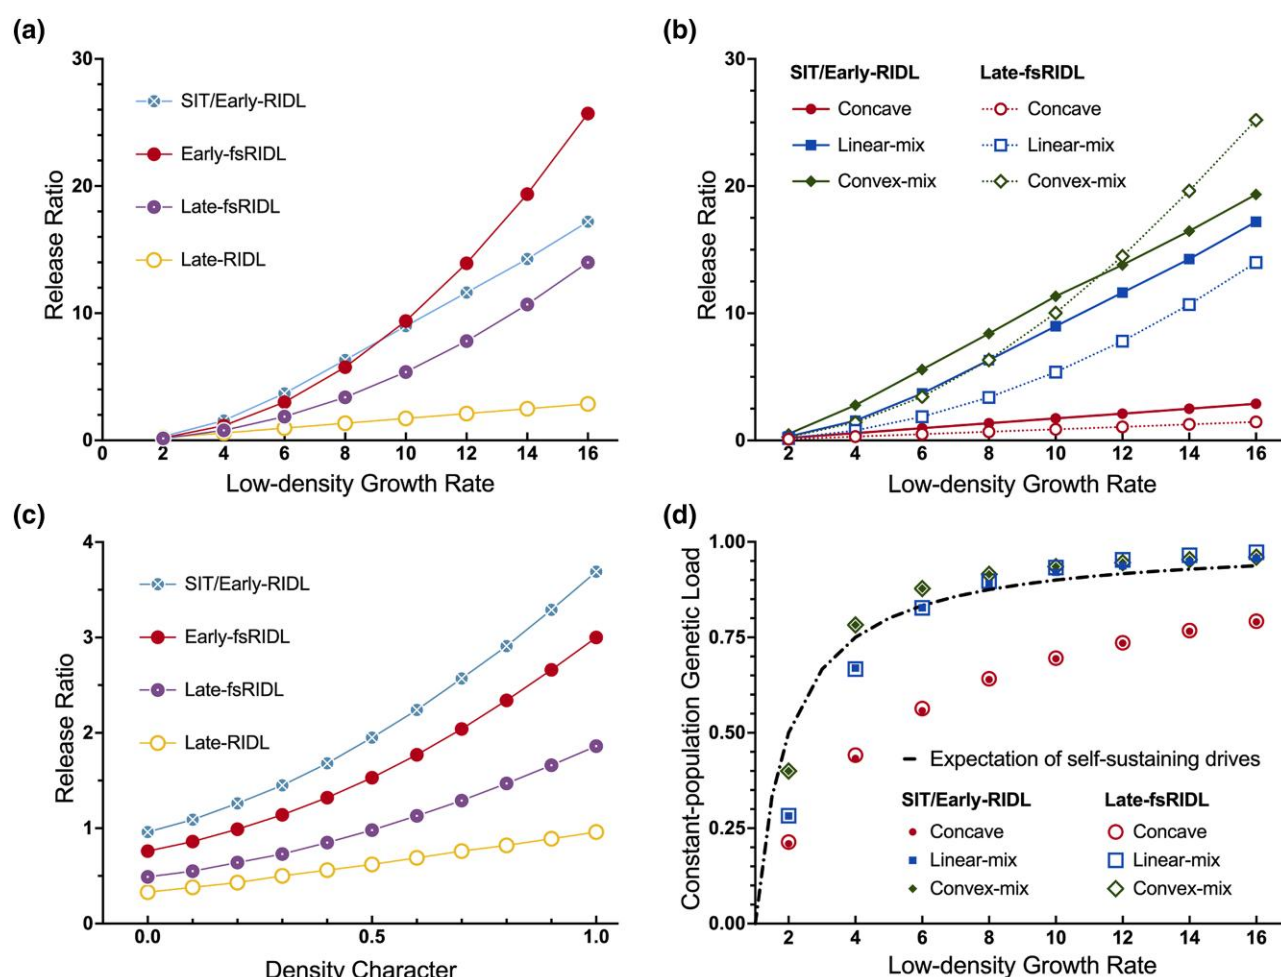 (a)
30
20
10
0
Release Ratio
SIT/Early-RIDL
Early-fsRIDL
Late-fsRIDL
Late-RIDL
0 2 4 6 8 10 12 14 16
Low-density Growth Rate
(b)
30
20
10
0
Release Ratio
SIT/Early-RIDL Late-fsRIDL
Concave Concave
Linear-mix Linear-mix
Convex-mix Convex-mix
2 4 6 8 10 12 14 16
Low-density Growth Rate
(c)
4
3
2
1
0
Release Ratio
SIT/Early-RIDL
Early-fsRIDL
Late-fsRIDL
Late-RIDL
0.0 0.5 1.0
Density Character
(d)
1.00
0.75
0.50
0.25
0.00
Constant-population Genetic Load
Expectation of self-sustaining drives
SIT/Early-RIDL Late-fsRIDL
Concave Concave
Linear-mix Linear-mix
Convex-mix Convex-mix
2 4 6 8 10 12 14 16
Low-density Growth Rate